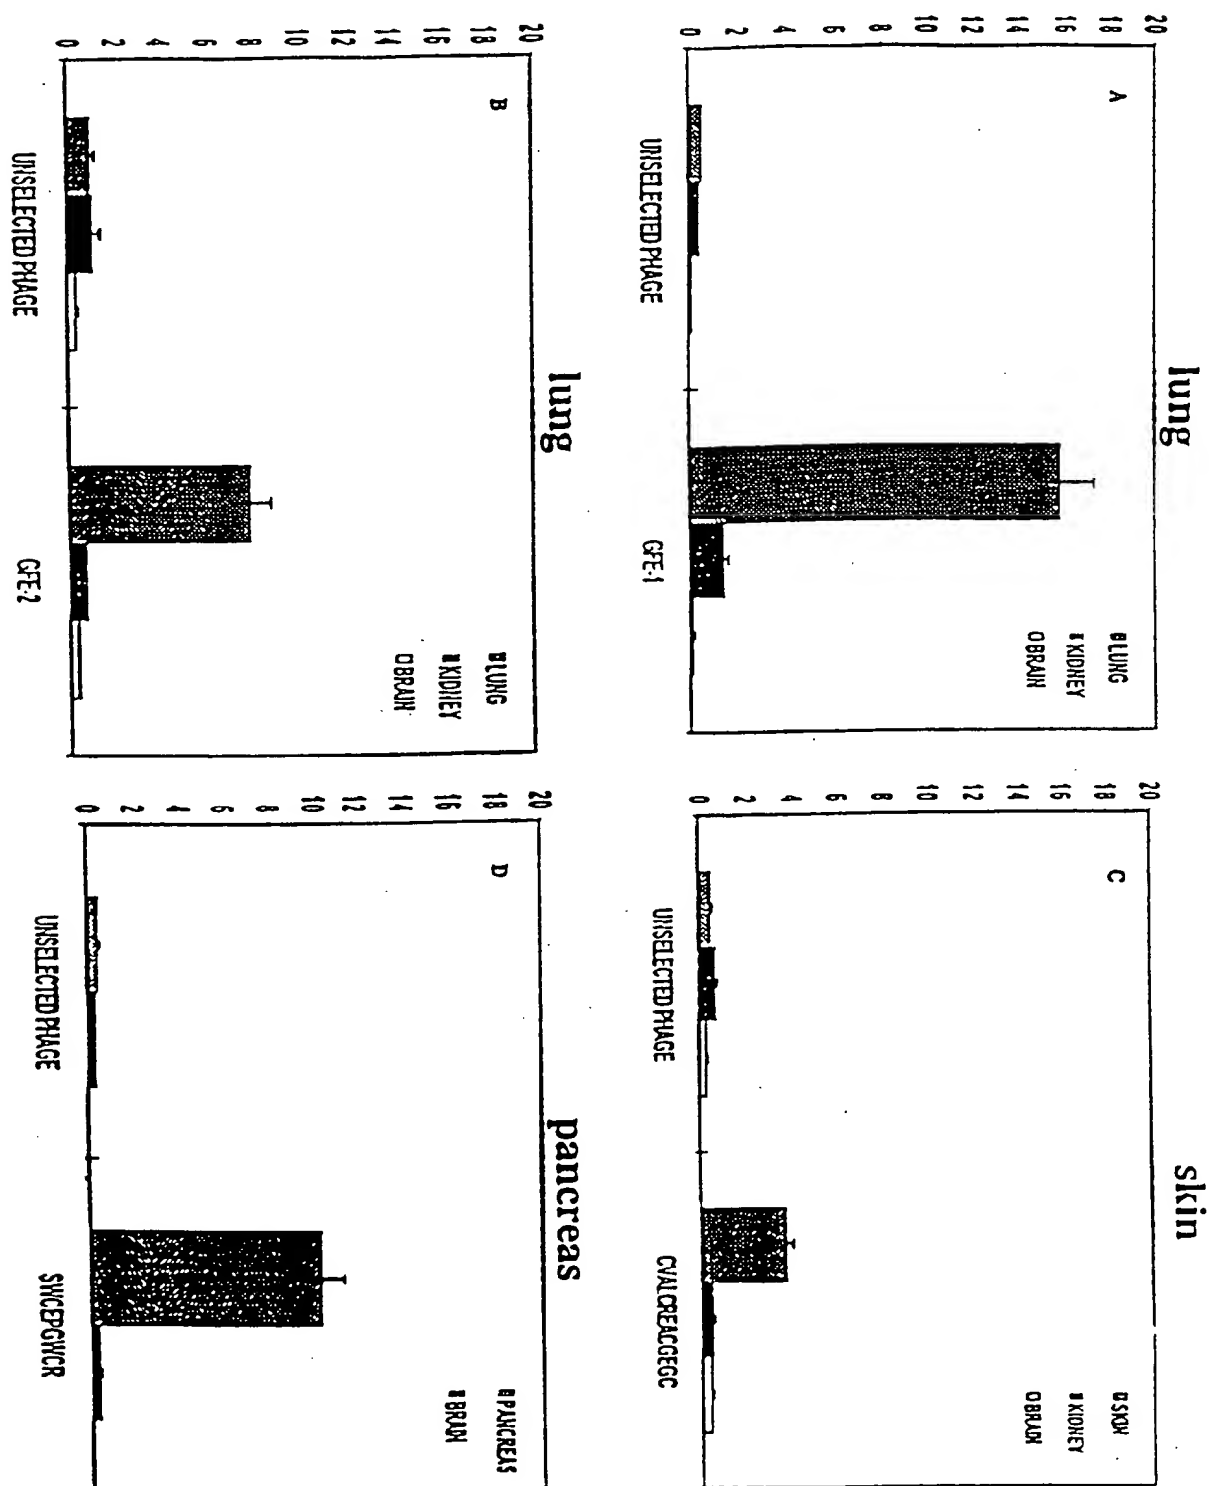 lung
A
20
18
16
14
12
10
8
6
4
2
0
LUNG
KIDNEY
BRAIN
UNSELECTED PHAGE
GFE-1
skin
C
20
18
16
14
12
10
8
6
4
2
0
SKIN
KIDNEY
BRAIN
UNSELECTED PHAGE
CVALCREACGEGC
lung
B
20
18
16
14
12
10
8
6
4
2
0
LUNG
KIDNEY
BRAIN
UNSELECTED PHAGE
GFE-2
pancreas
D
20
18
16
14
12
10
8
6
4
2
0
PANCREAS
BRAIN
UNSELECTED PHAGE
SWCEPGWCR